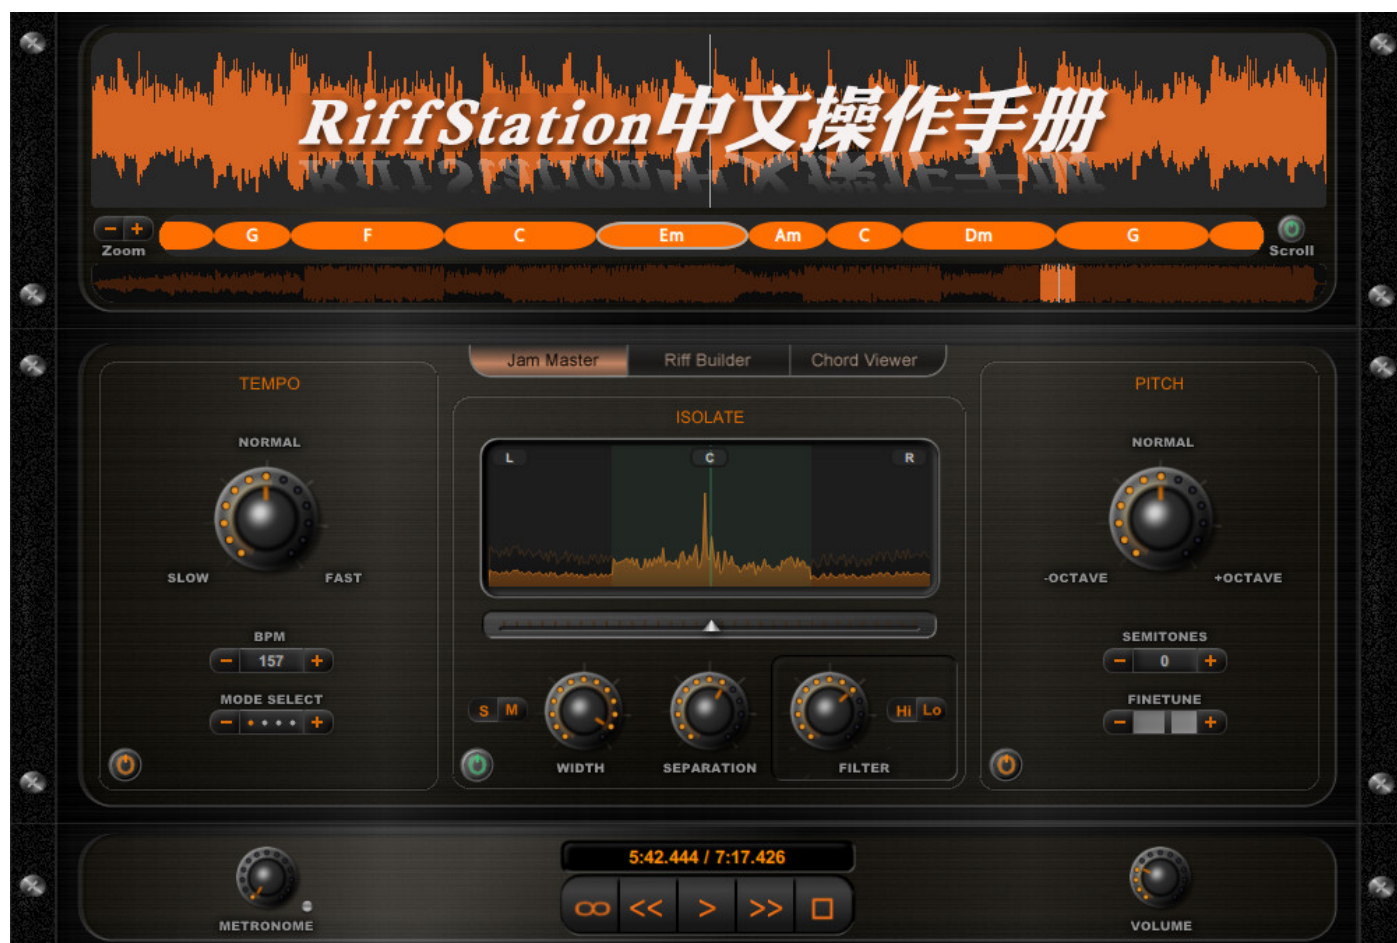 RiffStation中文操作手册
G F C Em Am C Dm G
Zoom
Scroll
Jam Master Riff Builder Chord Viewer
TEMPO
NORMAL
SLOW FAST
BPM
157
MODE SELECT
ISOLATE
L C R
S M
Hi Lo
WIDTH SEPARATION FILTER
PITCH
NORMAL
-OCTAVE +OCTAVE
SEMITONES
0
FINETUNE
5:42.444 / 7:17.426
<< > >>
METRONOME
VOLUME